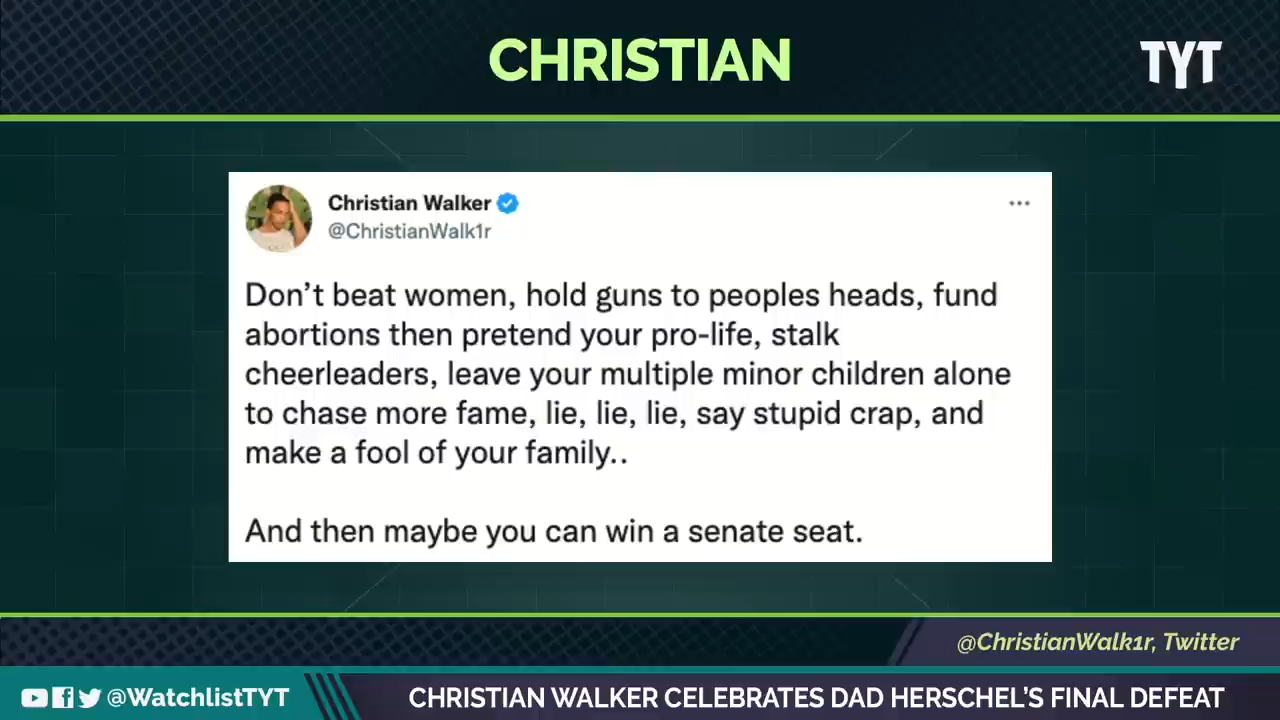 CHRISTIAN
TYT
Christian Walker
@ChristianWalk1r
Don’t beat women, hold guns to peoples heads, fund
abortions then pretend your pro-life, stalk
cheerleaders, leave your multiple minor children alone
to chase more fame, lie, lie, lie, say stupid crap, and
make a fool of your family..
And then maybe you can win a senate seat.
@ChristianWalk1r, Twitter
@WatchlistTYT
CHRISTIAN WALKER CELEBRATES DAD HERSCHEL’S FINAL DEFEAT